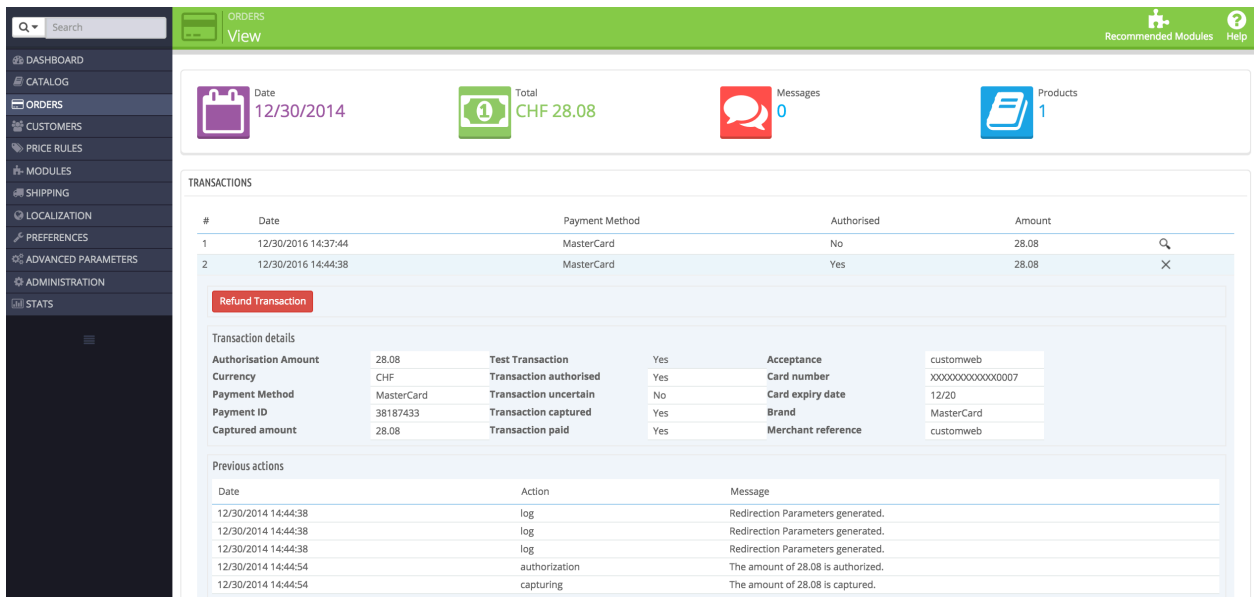 Search
ORDERS
View
Recommended Modules
Help
DASHBOARD
CATALOG
ORDERS
CUSTOMERS
PRICE RULES
MODULES
SHIPPING
LOCALIZATION
PREFERENCES
ADVANCED PARAMETERS
ADMINISTRATION
STATS
Date
12/30/2014
1
Total
CHF 28.08
Messages
0
Products
1
TRANSACTIONS
# Date Payment Method Authorised Amount
1 12/30/2016 14:37:44 MasterCard No 28.08
2 12/30/2016 14:44:38 MasterCard Yes 28.08
Refund Transaction
Transaction details
Authorisation Amount 28.08 Test Transaction Yes Acceptance customweb
Currency CHF Transaction authorised Yes Card number XXXXXXXXXXXX0007
Payment Method MasterCard Transaction uncertain No Card expiry date 12/20
Payment ID 38187433 Transaction captured Yes Brand MasterCard
Captured amount 28.08 Transaction paid Yes Merchant reference customweb
Previous actions
Date Action Message
12/30/2014 14:44:38 log Redirection Parameters generated.
12/30/2014 14:44:38 log Redirection Parameters generated.
12/30/2014 14:44:38 log Redirection Parameters generated.
12/30/2014 14:44:54 authorization The amount of 28.08 is authorized.
12/30/2014 14:44:54 capturing The amount of 28.08 is captured.